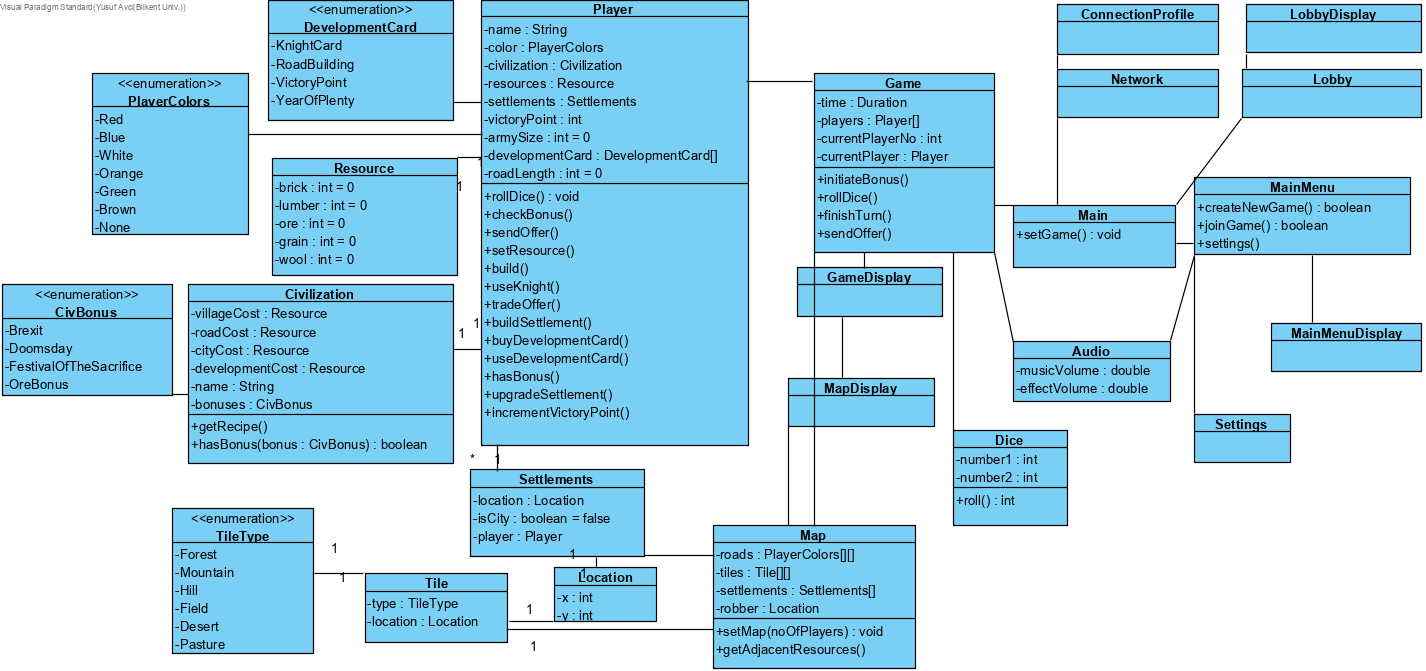 Visual Paradigm Standard(Yusuf Avci(Bilkent Univ.))
<<enumeration>>
DevelopmentCard
-KnightCard
-RoadBuilding
-VictoryPoint
-YearOfPlenty
<<enumeration>>
PlayerColors
-Red
-Blue
-White
-Orange
-Green
-Brown
-None
Resource
-brick : int = 0
-lumber : int = 0
-ore : int = 0
-grain : int = 0
-wool : int = 0
1
<<enumeration>>
CivBonus
-Brexit
-Doomsday
-FestivalOfTheSacrifice
-OreBonus
Civilization
-villageCost : Resource
-roadCost : Resource
-cityCost : Resource
-developmentCost : Resource
-name : String
-bonuses : CivBonus
+getRecipe()
+hasBonus(bonus : CivBonus) : boolean
1
1
Player
-name : String
-color : PlayerColors
-civilization : Civilization
-resources : Resource
-settlements : Settlements
-victoryPoint : int
-armySize : int = 0
-developmentCard : DevelopmentCard[]
-roadLength : int = 0
+rollDice() : void
+checkBonus()
+sendOffer()
+setResource()
+build()
+useKnight()
+tradeOffer()
+buildSettlement()
+buyDevelopmentCard()
+useDevelopmentCard()
+hasBonus()
+upgradeSettlement()
+incrementVictoryPoint()
Game
-time : Duration
-players : Player[]
-currentPlayerNo : int
-currentPlayer : Player
+initiateBonus()
+rollDice()
+finishTurn()
+sendOffer()
ConnectionProfile
LobbyDisplay
Network
Lobby
Main
+setGame() : void
MainMenu
+createNewGame() : boolean
+joinGame() : boolean
+settings()
GameDisplay
MainMenuDisplay
Audio
-musicVolume : double
-effectVolume : double
MapDisplay
Settings
Dice
-number1 : int
-number2 : int
+roll() : int
* 1
Settlements
-location : Location
-isCity : boolean = false
-player : Player
1
1
Location
-x : int
-y : int
<<enumeration>>
TileType
-Forest
-Mountain
-Hill
-Field
-Desert
-Pasture
1
1
Tile
-type : TileType
-location : Location
1
1
Map
-roads : PlayerColors[][]
-tiles : Tile[][]
-settlements : Settlements[]
-robber : Location
+setMap(noOfPlayers) : void
+getAdjacentResources()